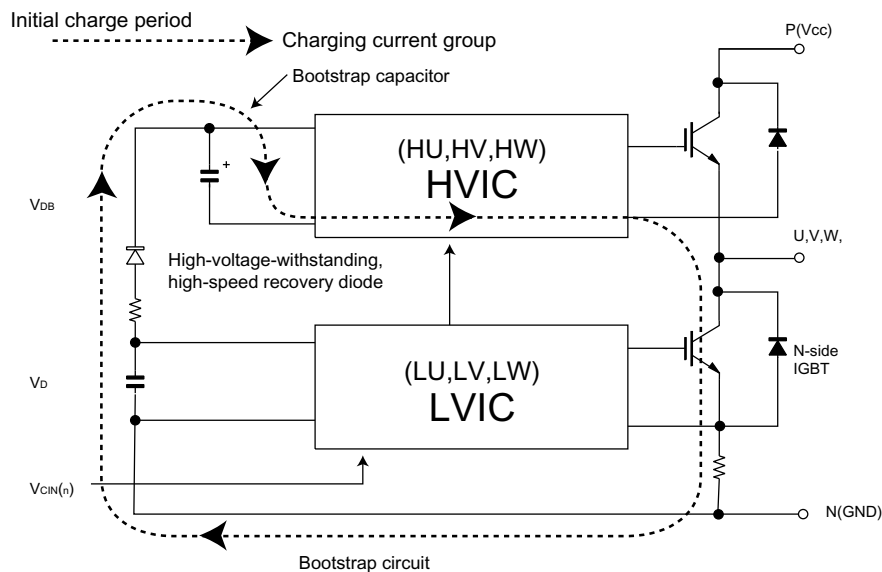 Initial charge period
Charging current group
Bootstrap capacitor
P(Vcc)
+
(HU,HV,HW)
HVIC
VDB
U,V,W,
High-voltage-withstanding,
high-speed recovery diode
(LU,LV,LW)
LVIC
N-side
IGBT
VD
VCIN(n)
N(GND)
Bootstrap circuit